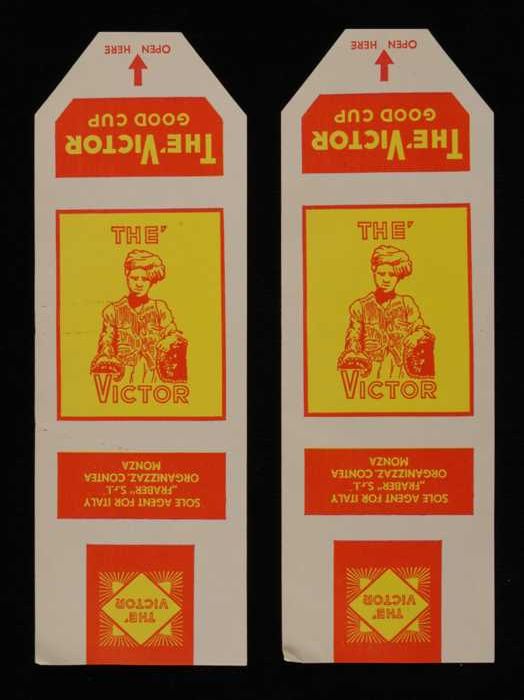 OPEN HERE
THE' VICTOR
GOOD CUP
THE'
VICTOR
SOLE AGENT FOR ITALY
„FRABER" S.r.l.
ORGANIZZAZ. CONTEA
MONZA
THE'
VICTOR
OPEN HERE
THE' VICTOR
GOOD CUP
THE'
VICTOR
SOLE AGENT FOR ITALY
„FRABER" S.r.l.
ORGANIZZAZ. CONTEA
MONZA
THE'
VICTOR